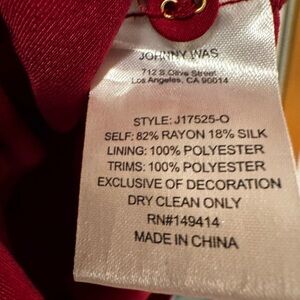 JOHNNY WAS
712 S.Olive Street
Los Angeles, CA 90014
STYLE: J17525-O
SELF: 82% RAYON 18% SILK
LINING: 100% POLYESTER
TRIMS: 100% POLYESTER
EXCLUSIVE OF DECORATION
DRY CLEAN ONLY
RN#149414
MADE IN CHINA